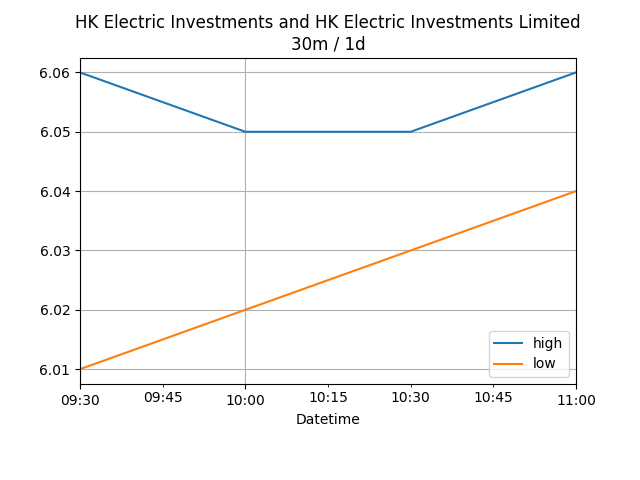 HK Electric Investments and HK Electric Investments Limited
30m / 1d
6.06
6.05
6.04
6.03
6.02
6.01
high
low
09:30 09:45 10:00 10:15 10:30 10:45 11:00
Datetime